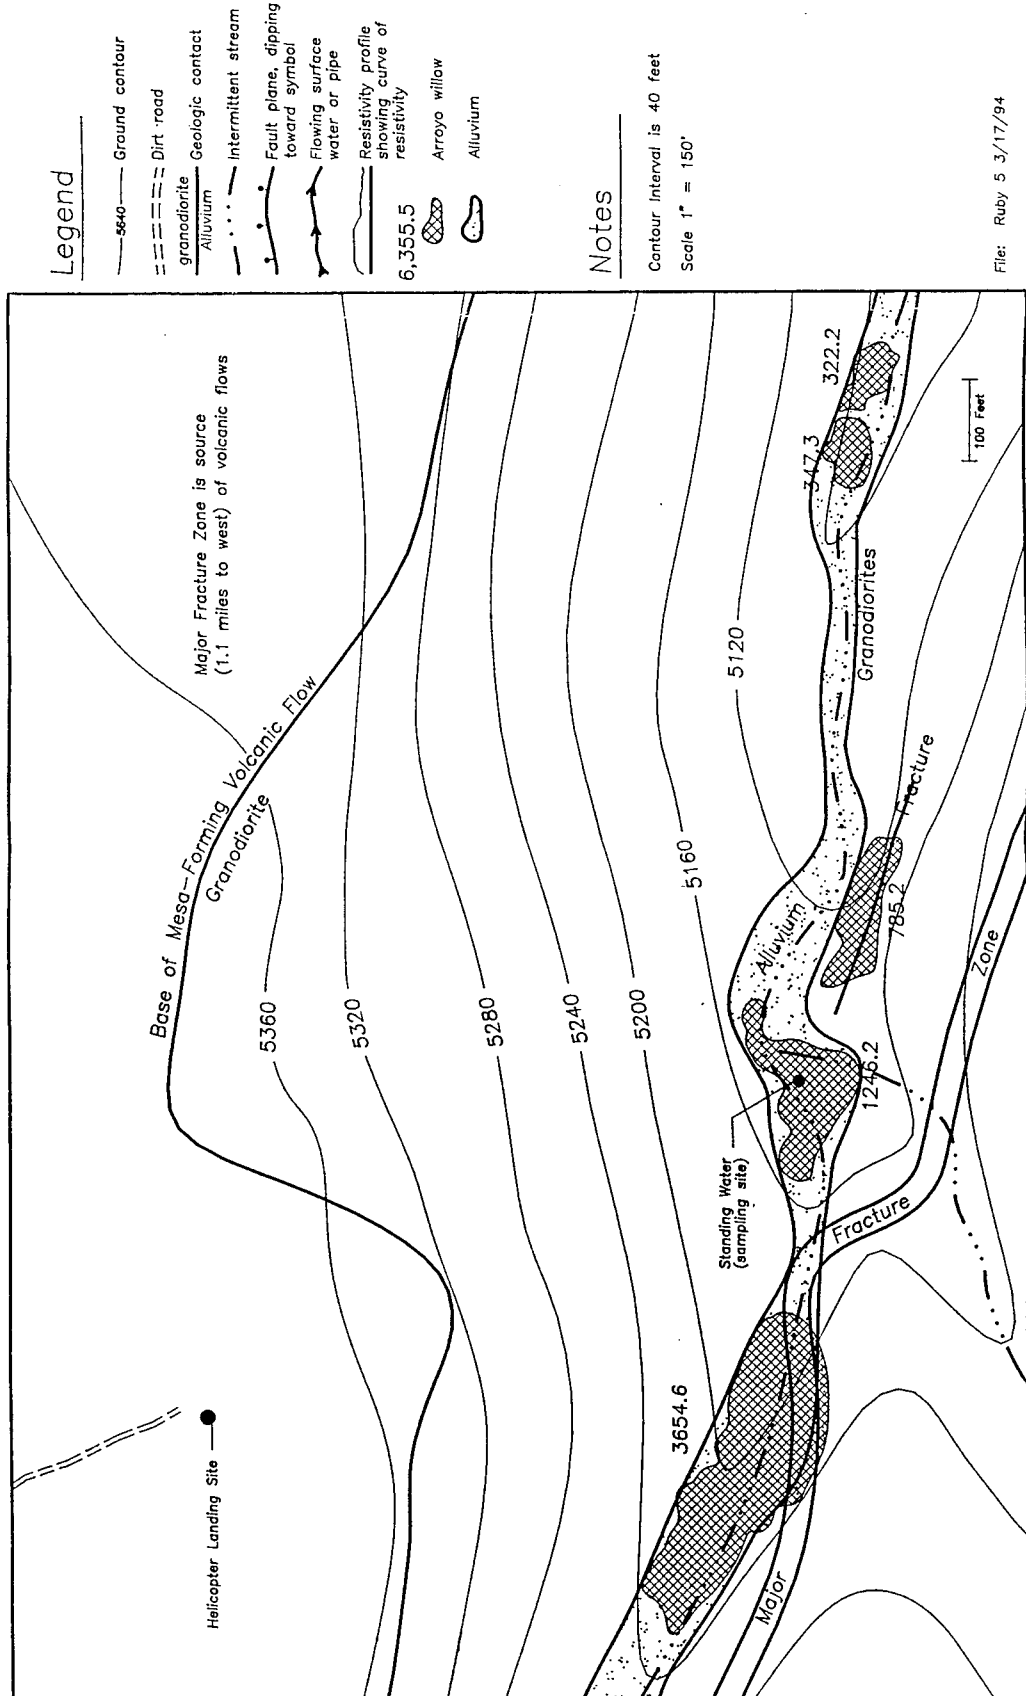 Legend
5640 Ground contour
Dirt road
granodiorite
Alluvium
Geologic contact
Intermittent stream
Fault plane, dipping
toward symbol
Flowing surface
water or pipe
Resistivity profile
showing curve of
resistivity
6,355.5
Arroyo willow
Alluvium
Notes
Contour Interval is 40 feet
Scale 1" = 150'
File: Ruby 5 3/17/94
Major Fracture Zone is source
(1.1 miles to west) of volcanic flows
Base of Mesa-Forming Volcanic Flow
Granodiorite
Helicopter Landing Site
5360
5320
5280
5240
5200
5160
5120
Standing Water
(sampling site)
3654.6
1246.2
785.2
347.3
322.2
Alluvium
Granodiorites
Fracture
Major
Fracture
Zone
100 Feet